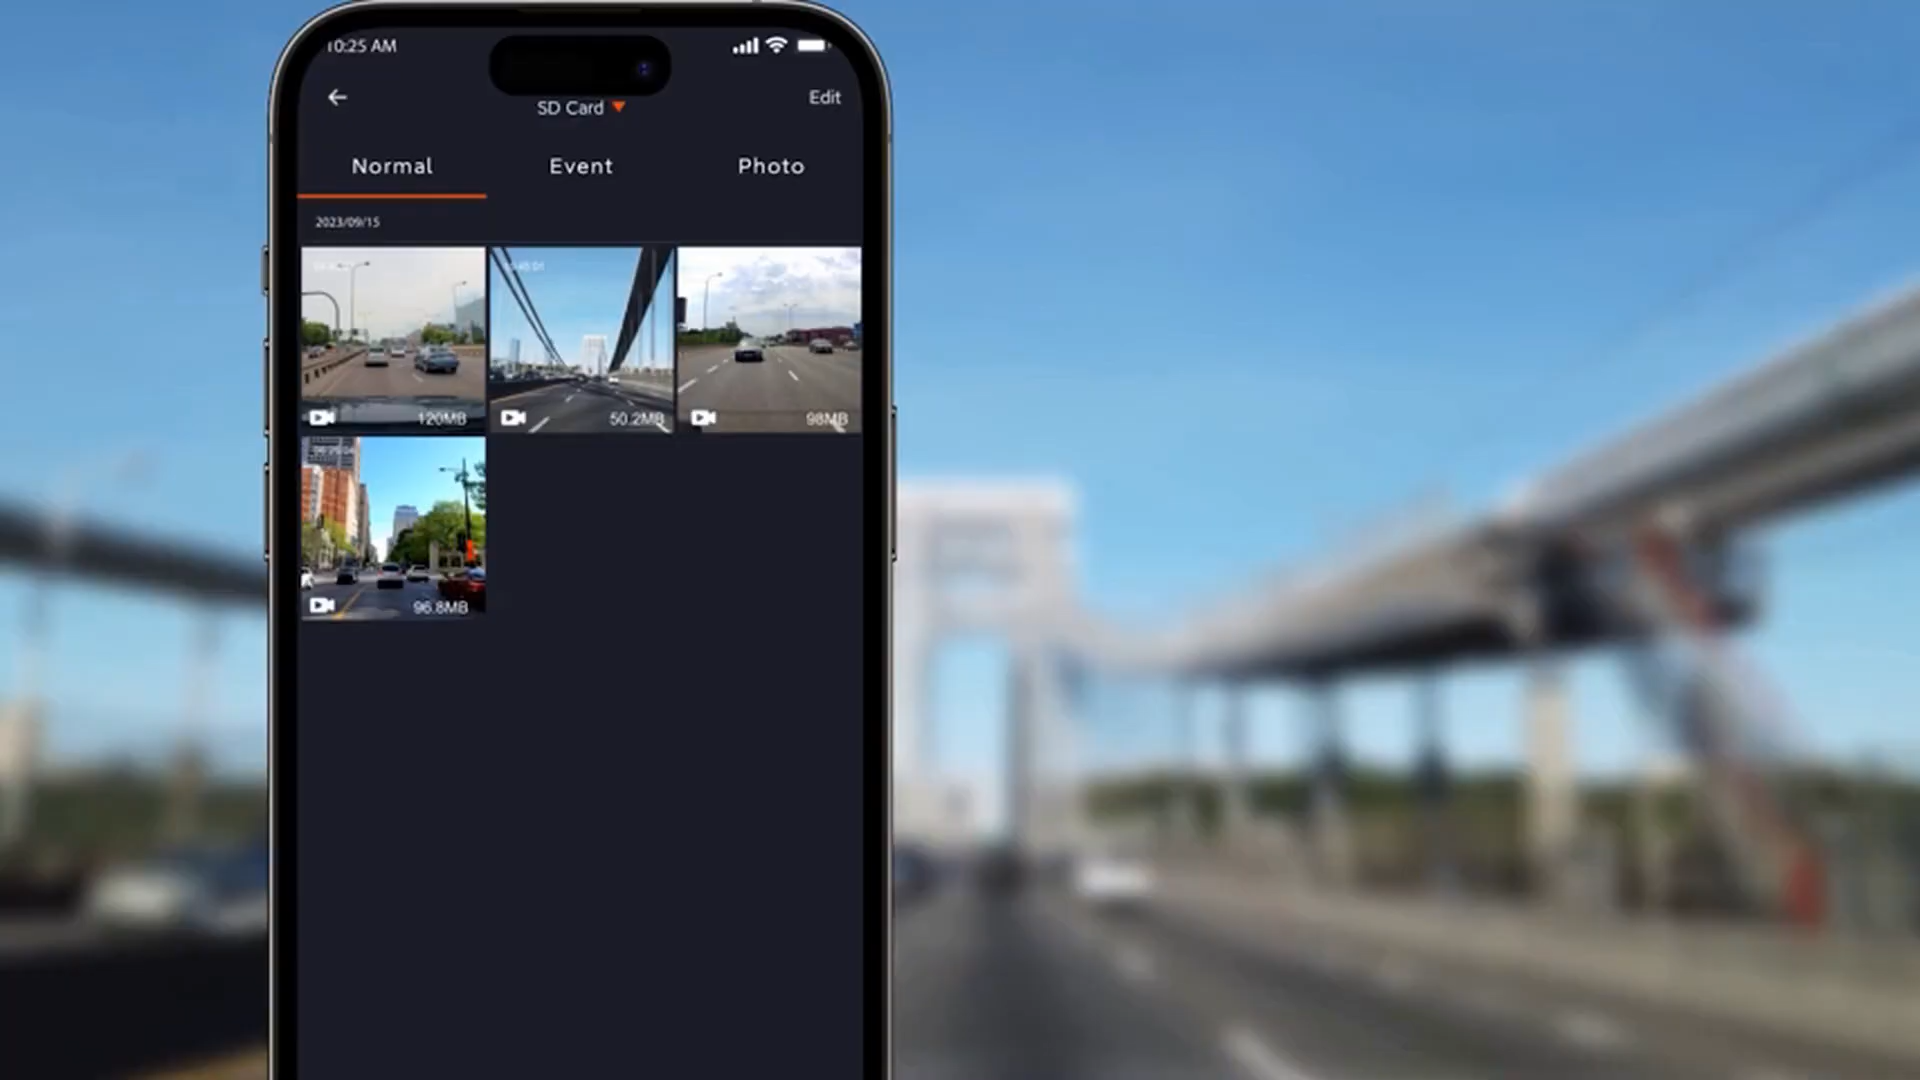 10:25 AM
Edit
SD Card
Normal Event Photo
2023/09/15
120MB 50.2MB 98MB
96.8MB